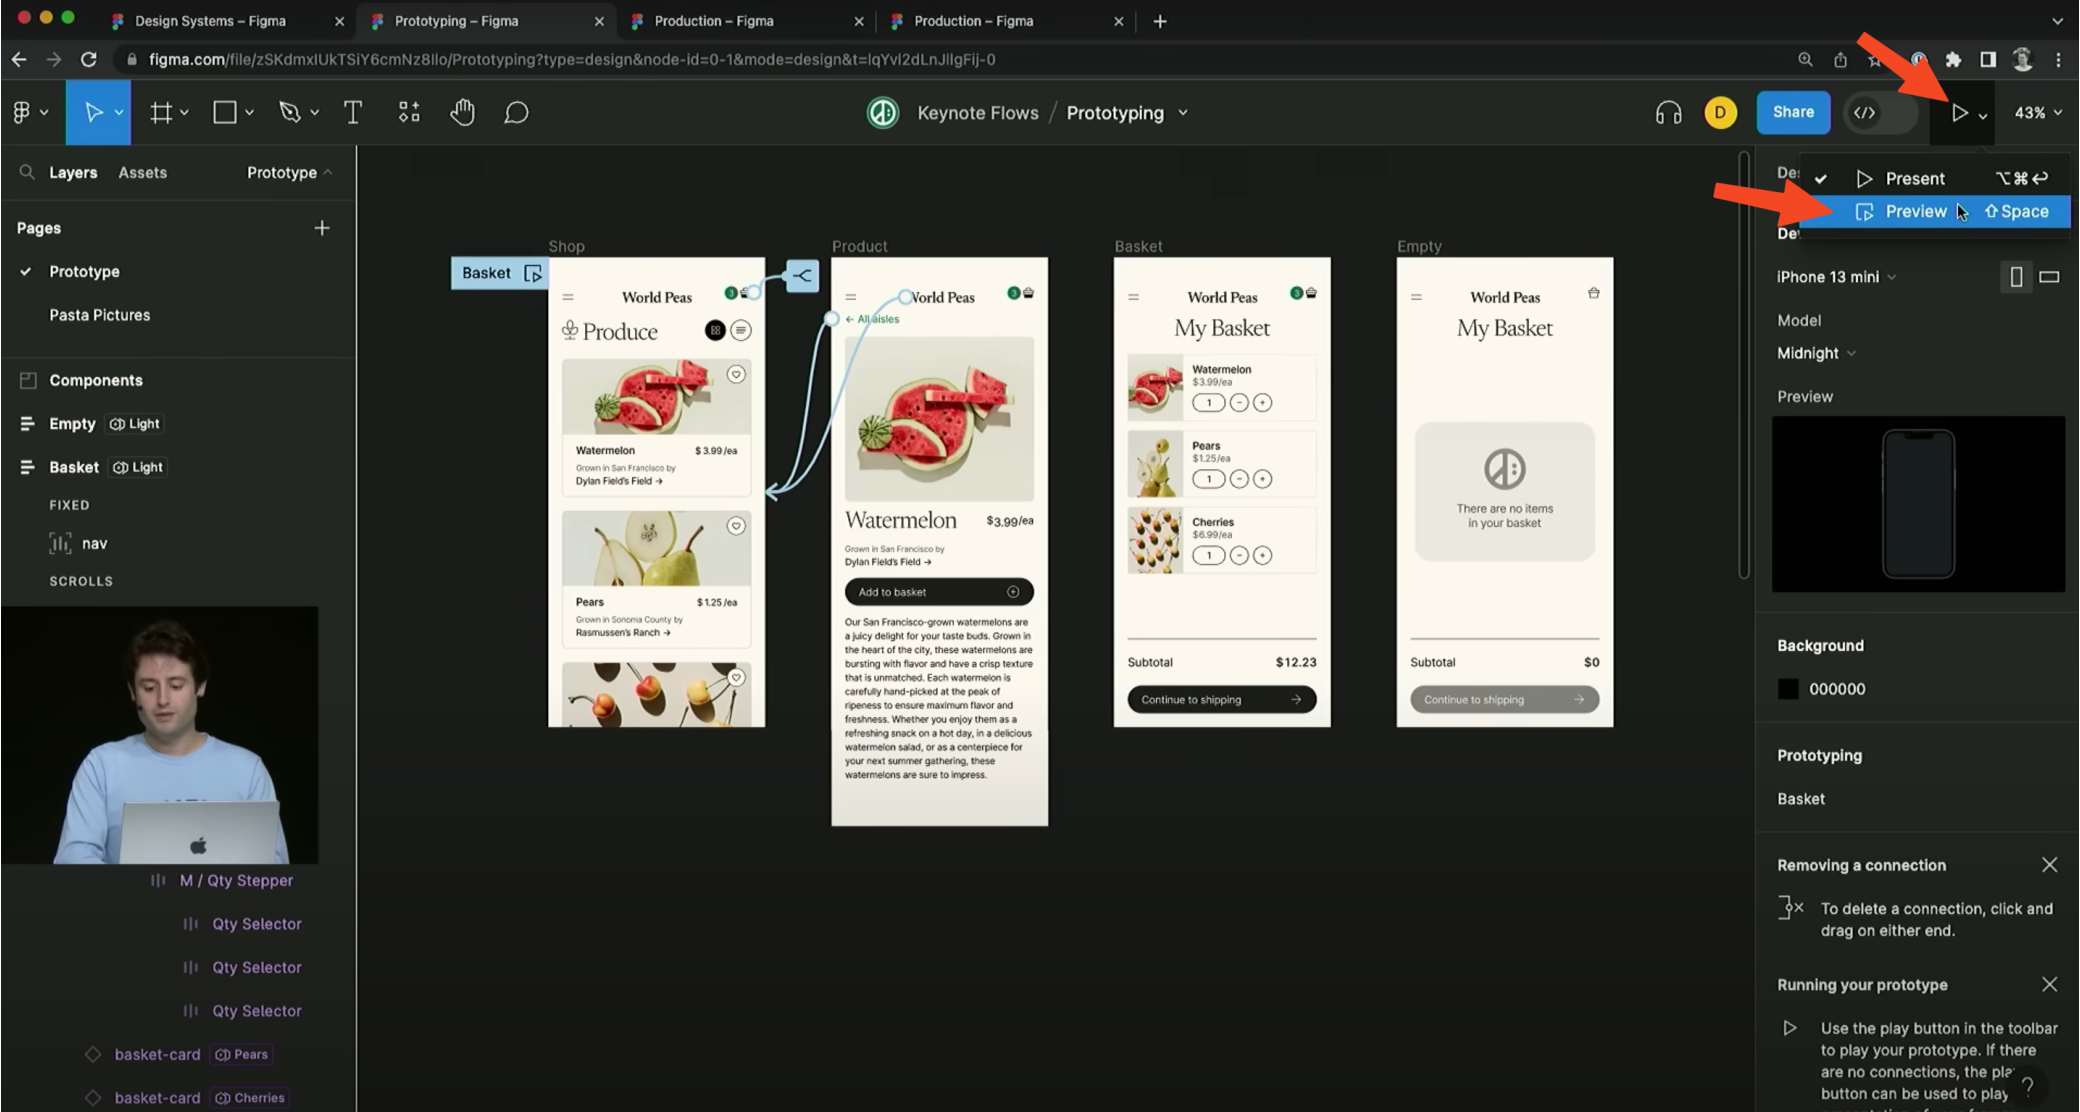 Design Systems – Figma
Prototyping – Figma
Production – Figma
Production – Figma
figma.com/file/zSKdmxIUkTSiY6cmNz8Ilo/Prototyping?type=design&node-id=0-1&mode=design&t=IqYvI2dLnJIlgFij-0
Keynote Flows / Prototyping
D
Share
43%
Layers
Assets
Prototype
Present ⌥⌘↩
Preview ⇧Space
Pages
Prototype
Pasta Pictures
Components
Empty Light
Basket Light
FIXED
nav
SCROLLS
M / Qty Stepper
Qty Selector
Qty Selector
Qty Selector
basket-card Pears
basket-card Cherries
Basket
Shop
3
World Peas
Produce
Watermelon $3.99/ea
Grown in San Francisco by
Dylan Field's Field →
Pears $1.25/ea
Grown in Sonoma County by
Rasmussen's Ranch →
Product
World Peas
3
← All aisles
Watermelon $3.99/ea
Grown in San Francisco by
Dylan Field's Field →
Add to basket
Our San Francisco-grown watermelons are
a juicy delight for your taste buds. Grown in
the heart of the city, these watermelons are
bursting with flavor and have a crisp texture
that is unmatched. Each watermelon is
carefully hand-picked at the peak of
ripeness to ensure maximum flavor and
freshness. Whether you enjoy them as a
refreshing snack on a hot day, in a delicious
watermelon salad, or as a centerpiece for
your next summer gathering, these
watermelons are sure to impress.
Basket
World Peas
3
My Basket
Watermelon
$3.99/ea
1 − +
Pears
$1.25/ea
1 − +
Cherries
$6.99/ea
1 − +
Subtotal $12.23
Continue to shipping →
Empty
World Peas
My Basket
There are no items
in your basket
Subtotal $0
Continue to shipping →
iPhone 13 mini
Model
Midnight
Preview
Background
000000
Prototyping
Basket
Removing a connection
To delete a connection, click and
drag on either end.
Running your prototype
Use the play button in the toolbar
to play your prototype. If there
are no connections, the
button can be used to play
?